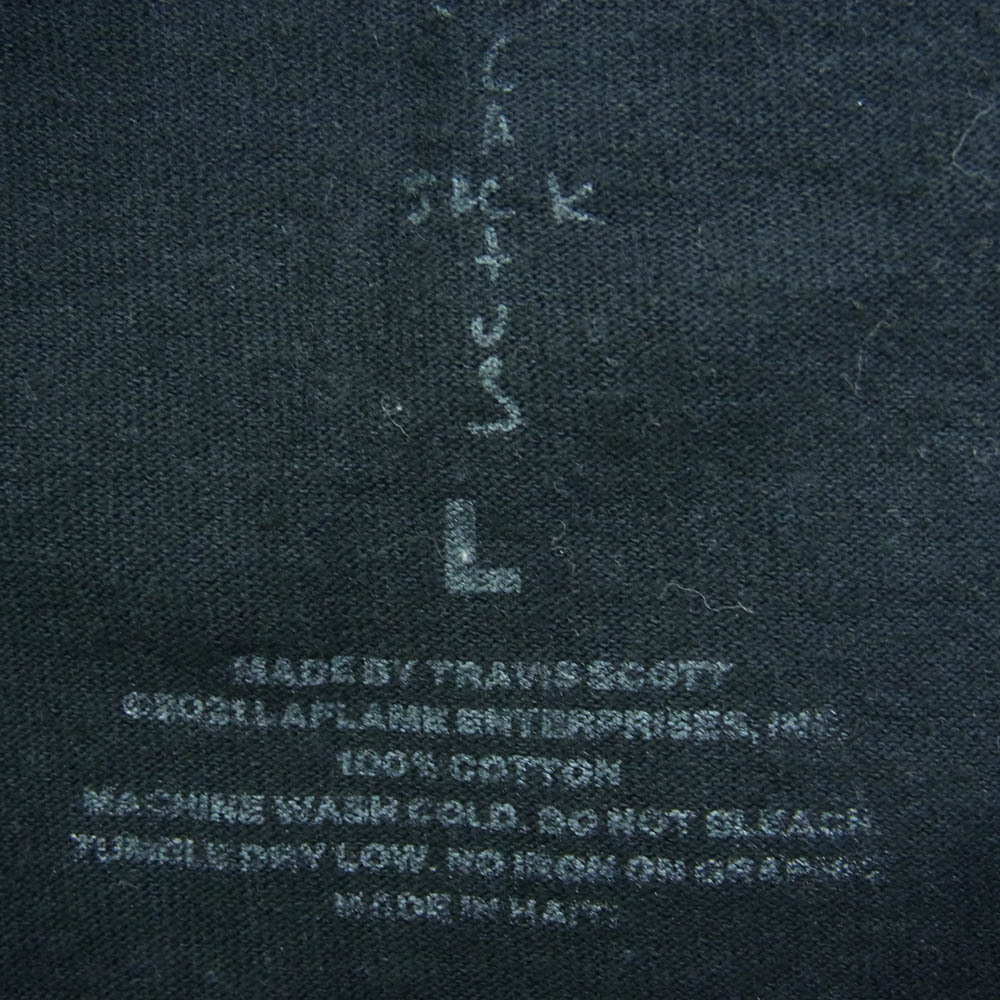 C
A
JACK
T
U
S
L
MADE BY TRAVIS SCOTT
©2021 LAFLAME ENTERPRISES, INC.
100% COTTON
MACHINE WASH COLD. DO NOT BLEACH.
TUMBLE DRY LOW. NO IRON ON GRAPHIC
MADE IN HAITI